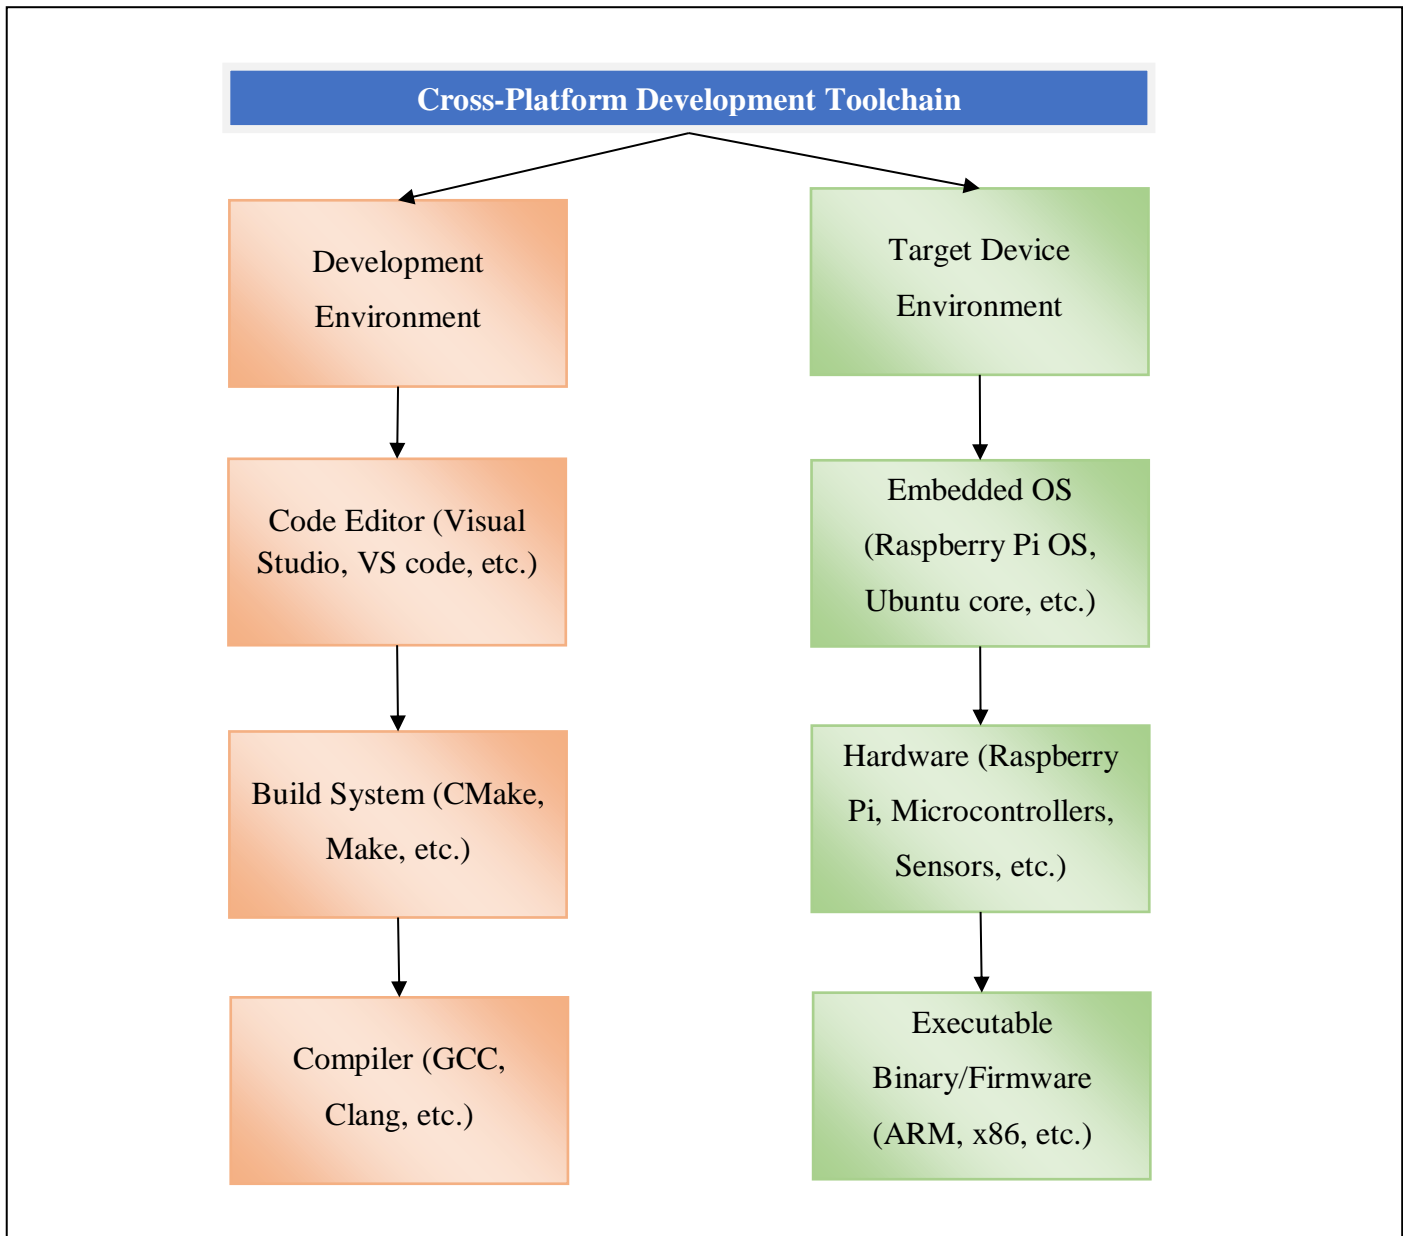 Cross-Platform Development Toolchain
Development
Environment
Target Device
Environment
Code Editor (Visual
Studio, VS code, etc.)
Embedded OS
(Raspberry Pi OS,
Ubuntu core, etc.)
Build System (CMake,
Make, etc.)
Hardware (Raspberry
Pi, Microcontrollers,
Sensors, etc.)
Compiler (GCC,
Clang, etc.)
Executable
Binary/Firmware
(ARM, x86, etc.)